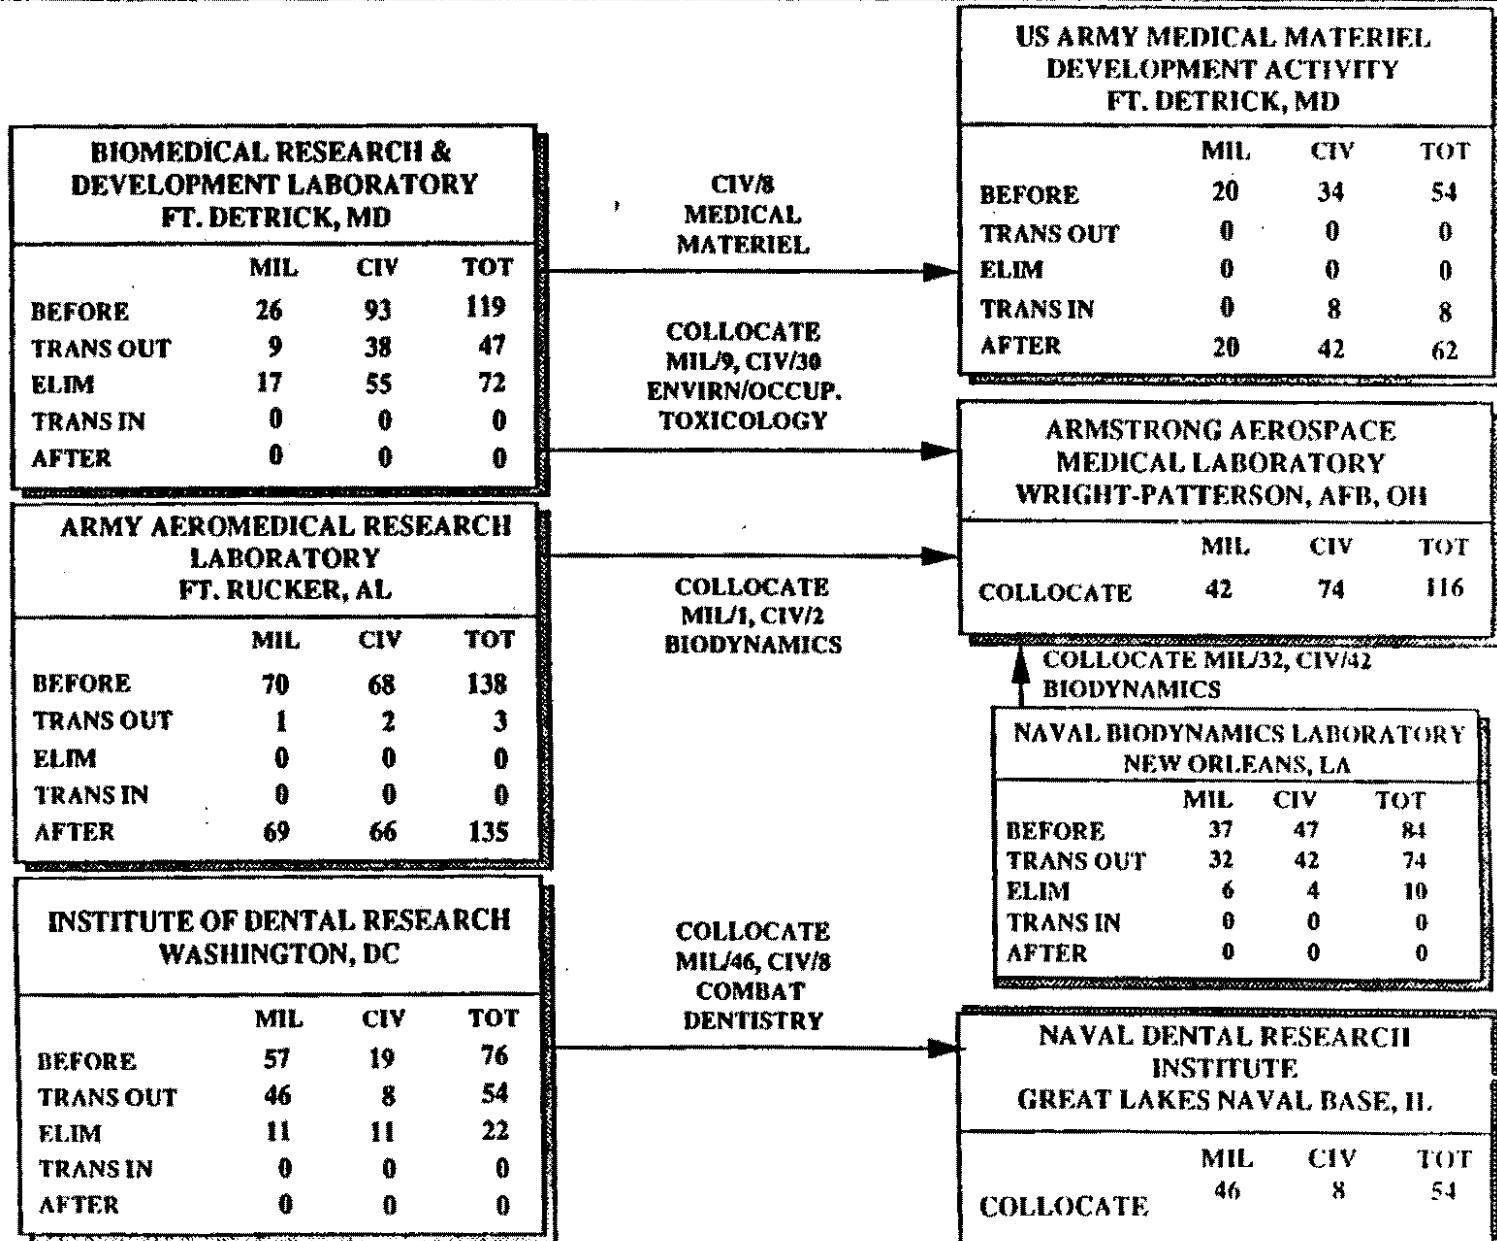 BIOMEDICAL RESEARCH &
DEVELOPMENT LABORATORY
FT. DETRICK, MD
MIL CIV TOT
BEFORE 26 93 119
TRANS OUT 9 38 47
ELIM 17 55 72
TRANS IN 0 0 0
AFTER 0 0 0
ARMY AEROMEDICAL RESEARCH
LABORATORY
FT. RUCKER, AL
MIL CIV TOT
BEFORE 70 68 138
TRANS OUT 1 2 3
ELIM 0 0 0
TRANS IN 0 0 0
AFTER 69 66 135
INSTITUTE OF DENTAL RESEARCH
WASHINGTON, DC
MIL CIV TOT
BEFORE 57 19 76
TRANS OUT 46 8 54
ELIM 11 11 22
TRANS IN 0 0 0
AFTER 0 0 0
CIV/8
MEDICAL
MATERIEL
COLLOCATE
MIL/9, CIV/30
ENVIRN/OCCUP.
TOXICOLOGY
COLLOCATE
MIL/1, CIV/2
BIODYNAMICS
COLLOCATE
MIL/46, CIV/8
COMBAT
DENTISTRY
US ARMY MEDICAL MATERIEL
DEVELOPMENT ACTIVITY
FT. DETRICK, MD
MIL CIV TOT
BEFORE 20 34 54
TRANS OUT 0 0 0
ELIM 0 0 0
TRANS IN 0 8 8
AFTER 20 42 62
ARMSTRONG AEROSPACE
MEDICAL LABORATORY
WRIGHT-PATTERSON, AFB, OH
MIL CIV TOT
COLLOCATE 42 74 116
COLLOCATE MIL/32, CIV/42
BIODYNAMICS
NAVAL BIODYNAMICS LABORATORY
NEW ORLEANS, LA
MIL CIV TOT
BEFORE 37 47 84
TRANS OUT 32 42 74
ELIM 6 4 10
TRANS IN 0 0 0
AFTER 0 0 0
NAVAL DENTAL RESEARCH
INSTITUTE
GREAT LAKES NAVAL BASE, IL
MIL CIV TOT
COLLOCATE 46 8 54